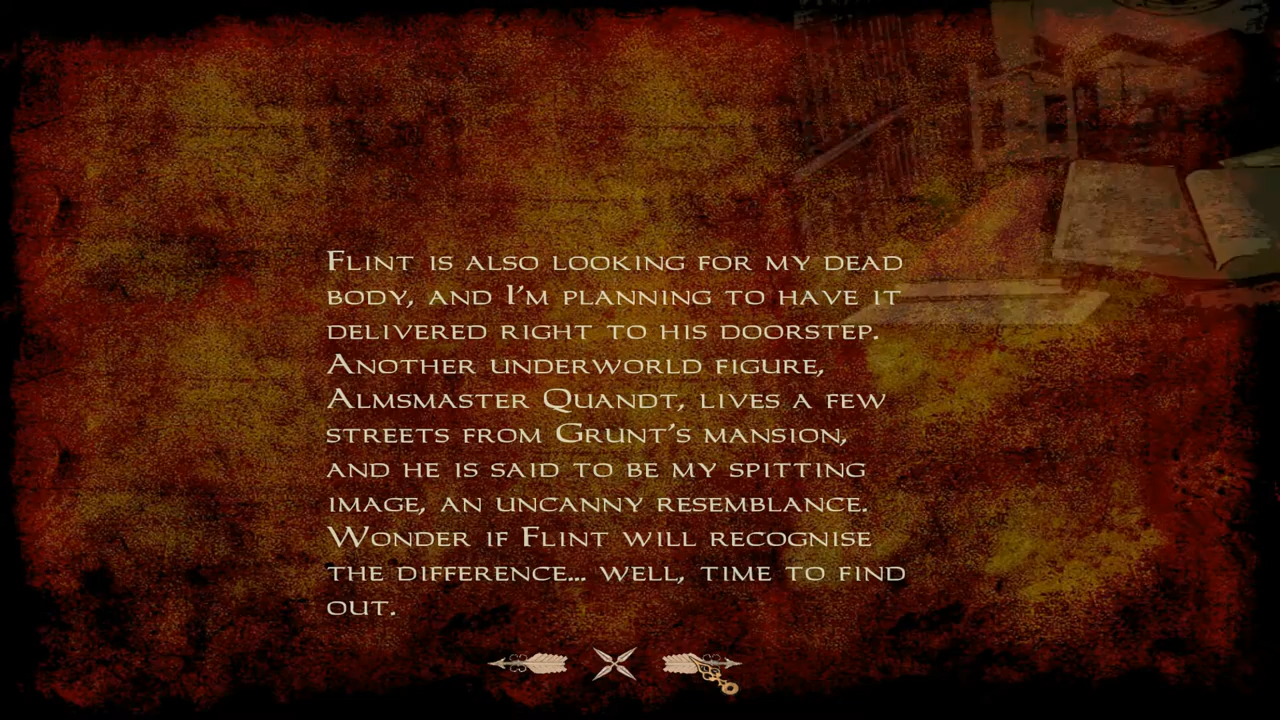 Flint is also looking for my dead
body, and I'm planning to have it
delivered right to his doorstep.
Another underworld figure,
Almsmaster Quandt, lives a few
streets from Grunt's mansion,
and he is said to be my spitting
image, an uncanny resemblance.
Wonder if Flint will recognise
the difference... well, time to find
out.